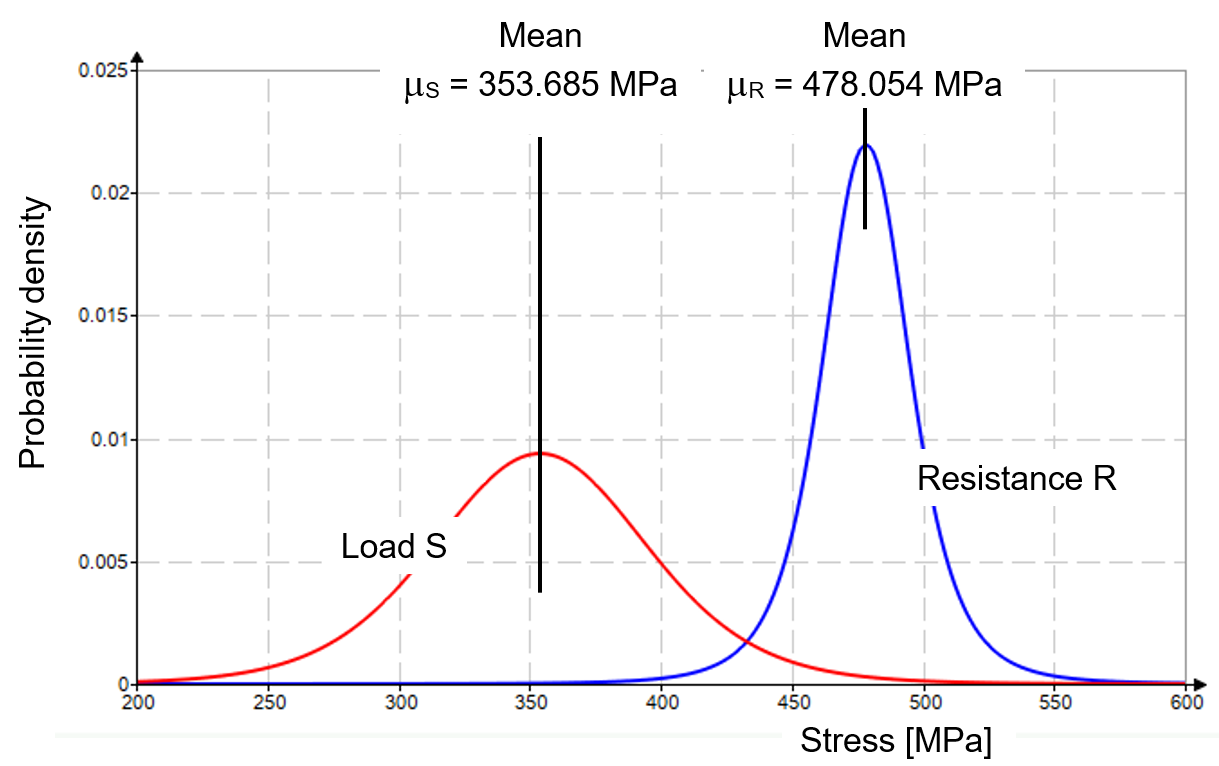 Mean
Mean
μS = 353.685 MPa
μR = 478.054 MPa
0.025
0.02
0.015
0.01
0.005
0
Probability density
Load S
Resistance R
200
250
300
350
400
450
500
550
600
Stress [MPa]